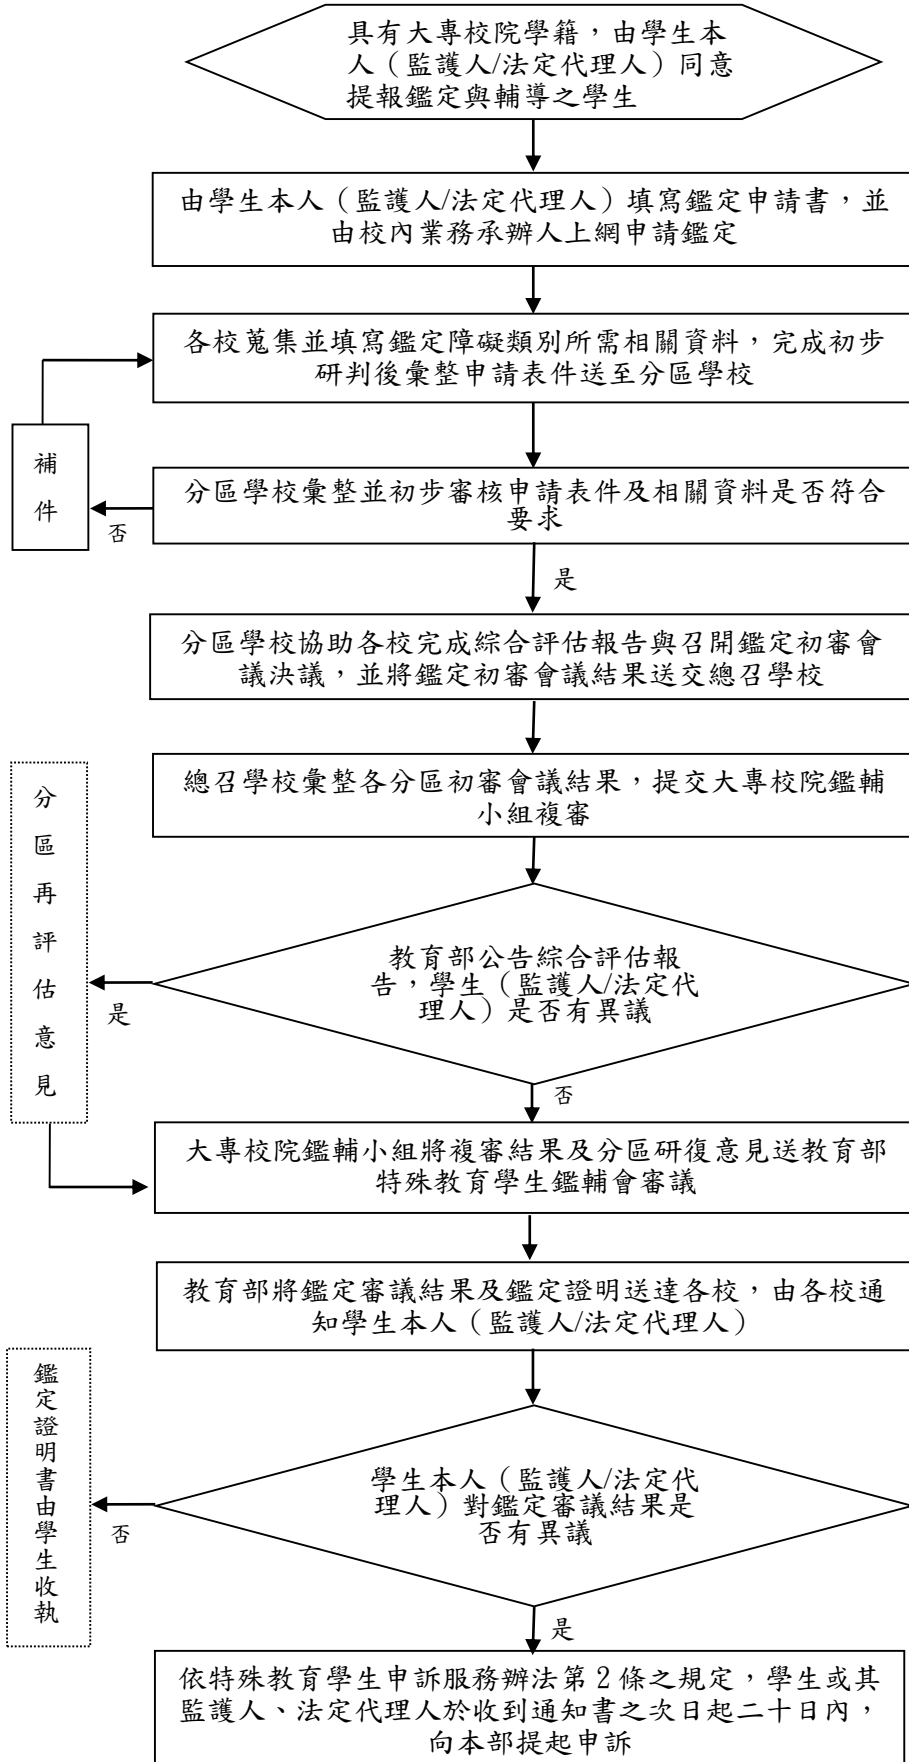 具有大專校院學籍，由學生本
人（監護人/法定代理人）同意
提報鑑定與輔導之學生
由學生本人（監護人/法定代理人）填寫鑑定申請書，並
由校內業務承辦人上網申請鑑定
各校蒐集並填寫鑑定障礙類別所需相關資料，完成初步
研判後彙整申請表件送至分區學校
補
件
分區學校彙整並初步審核申請表件及相關資料是否符合
要求
否
是
分區學校協助各校完成綜合評估報告與召開鑑定初審會
議決議，並將鑑定初審會議結果送交總召學校
總召學校彙整各分區初審會議結果，提交大專校院鑑輔
小組複審
分
區
再
評
估
意
見
教育部公告綜合評估報
告，學生（監護人/法定代
理人）是否有異議
是
否
大專校院鑑輔小組將複審結果及分區研復意見送教育部
特殊教育學生鑑輔會審議
教育部將鑑定審議結果及鑑定證明送達各校，由各校通
知學生本人（監護人/法定代理人）
鑑
定
證
明
書
由
學
生
收
執
學生本人（監護人/法定代
理人）對鑑定審議結果是
否有異議
否
是
依特殊教育學生申訴服務辦法第 2 條之規定，學生或其
監護人、法定代理人於收到通知書之次日起二十日內，
向本部提起申訴